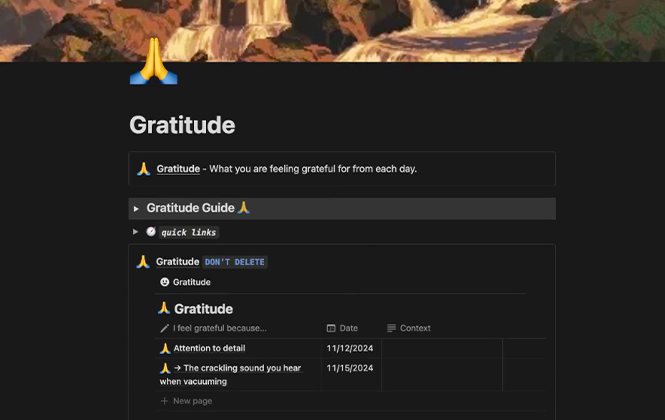 Gratitude
Gratitude - What you are feeling grateful for from each day.
Gratitude Guide
quick links
Gratitude DON'T DELETE
Gratitude
Gratitude
I feel grateful because... Date Context
Attention to detail 11/12/2024
→ The crackling sound you hear 11/15/2024
when vacuuming
+ New page